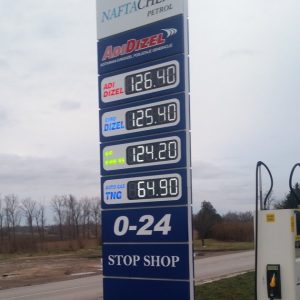 NAFTACHEM
PETROL
ADIDIZEL
ADI
DIZEL
126.40
EURO
DIZEL
125.40
124.20
AUTO GAS
TNG
64.90
0-24
STOP SHOP